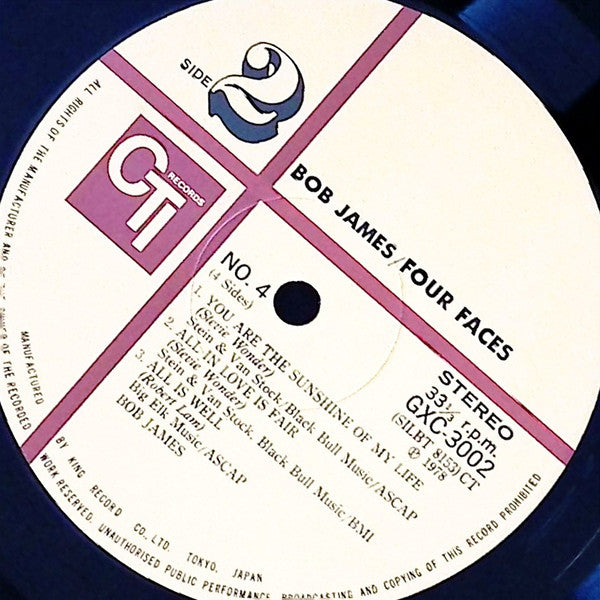 SIDE 2
CTI
RECORDS
BOB JAMES/FOUR FACES
NO. 4
(4 Sides)
1. YOU ARE THE SUNSHINE OF MY LIFE
(Stevie Wonder)
Stein & Van Stock, Black Bull Music/ASCAP
2. ALL IN LOVE IS FAIR
(Stevie Wonder)
Stein & Van Stock, Black Bull Music/BMI
3. ALL IS WELL
(Robert Lam)
Big Elk Music/ASCAP
BOB JAMES
STEREO
33⅓ r.p.m.
GXC-3002
(SILBT 8153) CT
Ⓟ 1978
MANUFACTURED BY KING RECORD CO., LTD. TOKYO, JAPAN
ALL RIGHTS OF THE MANUFACTURER AND OF THE OWNER OF THE RECORDED WORK RESERVED. UNAUTHORISED PUBLIC PERFORMANCE, BROADCASTING AND COPYING OF THIS RECORD PROHIBITED